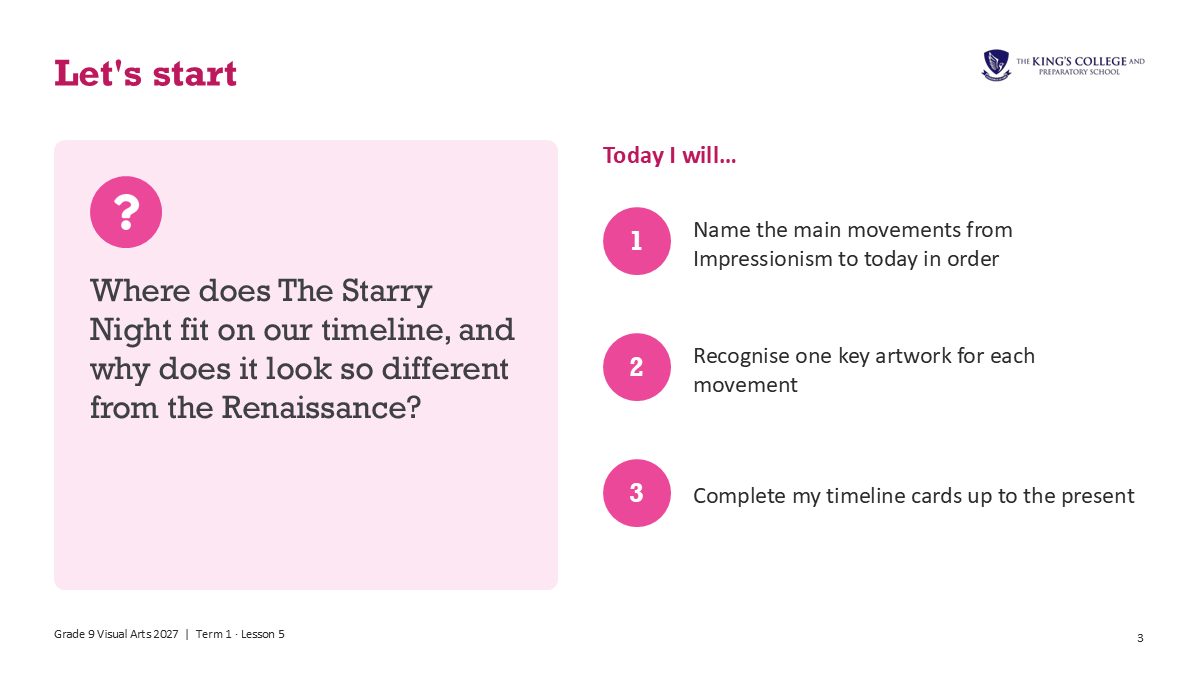 Let's start
THE KING'S COLLEGE AND
PREPARATORY SCHOOL
?
Where does The Starry
Night fit on our timeline, and
why does it look so different
from the Renaissance?
Today I will...
1
Name the main movements from
Impressionism to today in order
2
Recognise one key artwork for each
movement
3
Complete my timeline cards up to the present
Grade 9 Visual Arts 2027 | Term 1 · Lesson 5
3